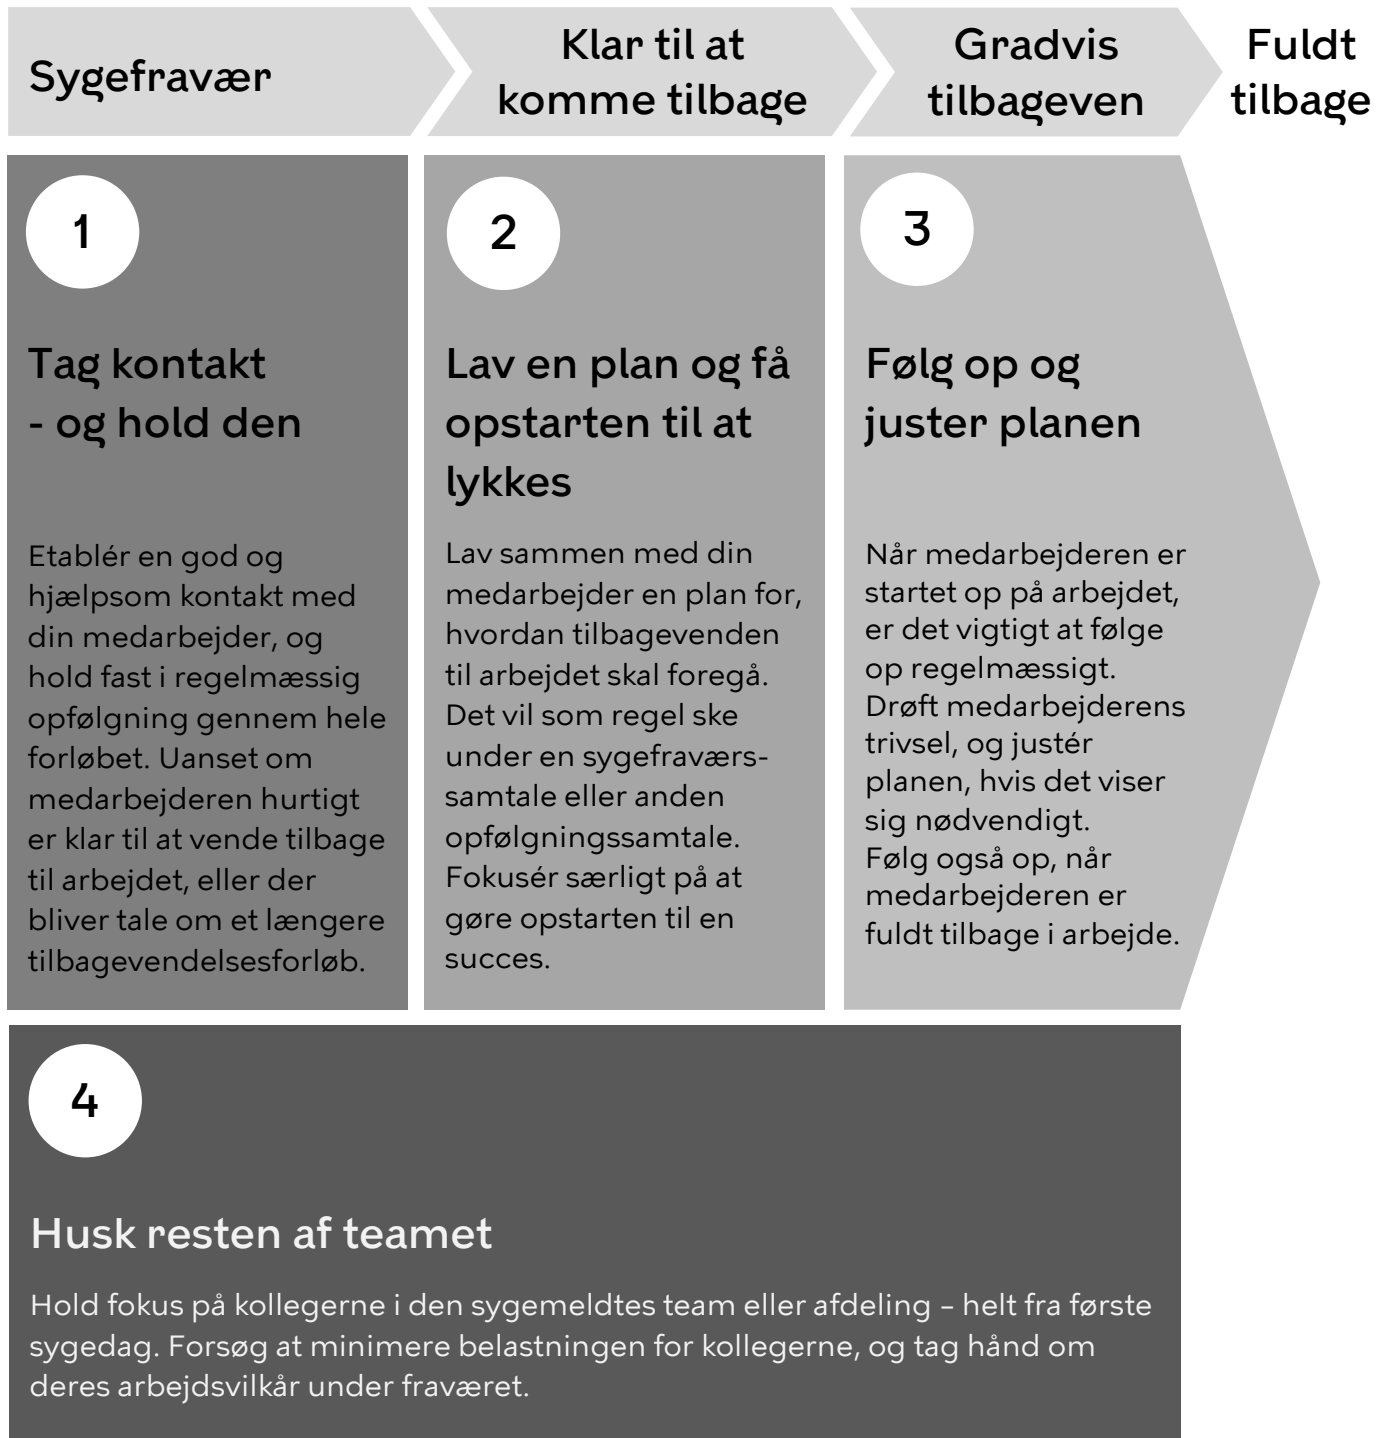 Sygefravær
Klar til at
komme tilbage
Gradvis
tilbageven
Fuldt
tilbage
1
Tag kontakt
- og hold den
Etablér en god og
hjælpsom kontakt med
din medarbejder, og
hold fast i regelmæssig
opfølgning gennem hele
forløbet. Uanset om
medarbejderen hurtigt
er klar til at vende tilbage
til arbejdet, eller der
bliver tale om et længere
tilbagevendelsesforløb.
2
Lav en plan og få
opstarten til at
lykkes
Lav sammen med din
medarbejder en plan for,
hvordan tilbagevenden
til arbejdet skal foregå.
Det vil som regel ske
under en sygefraværs-
samtale eller anden
opfølgningssamtale.
Fokusér særligt på at
gøre opstarten til en
succes.
3
Følg op og
juster planen
Når medarbejderen er
startet op på arbejdet,
er det vigtigt at følge
op regelmæssigt.
Drøft medarbejderens
trivsel, og justér
planen, hvis det viser
sig nødvendigt.
Følg også op, når
medarbejderen er
fuldt tilbage i arbejde.
4
Husk resten af teamet
Hold fokus på kollegerne i den sygemeldtes team eller afdeling – helt fra første
sygedag. Forsøg at minimere belastningen for kollegerne, og tag hånd om
deres arbejdsvilkår under fraværet.